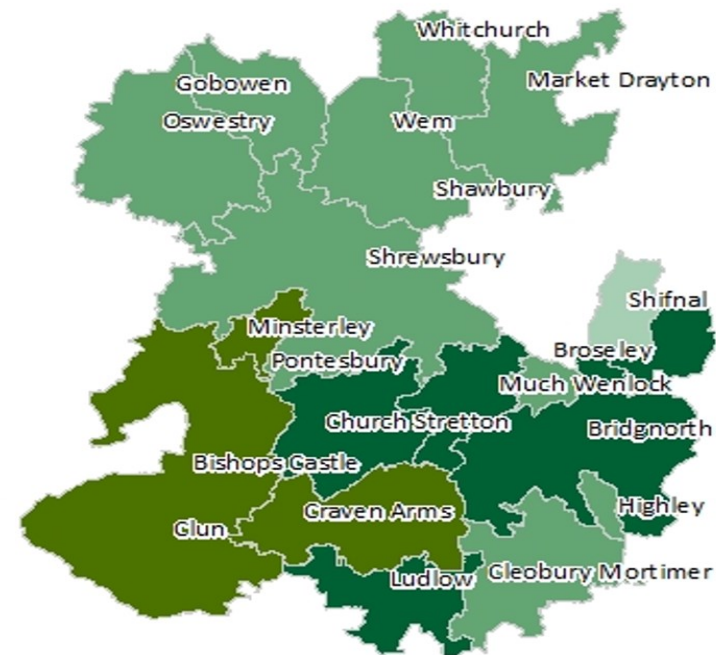 Whitchurch
Market Drayton
Gobowen
Oswestry
Wem
Shawbury
Shrewsbury
Shifnal
Minsterley
Broseley
Pontesbury
Much Wenlock
Church Stretton
Bridgnorth
Bishops Castle
Highley
Craven Arms
Clun
Ludlow
Cleobury Mortimer